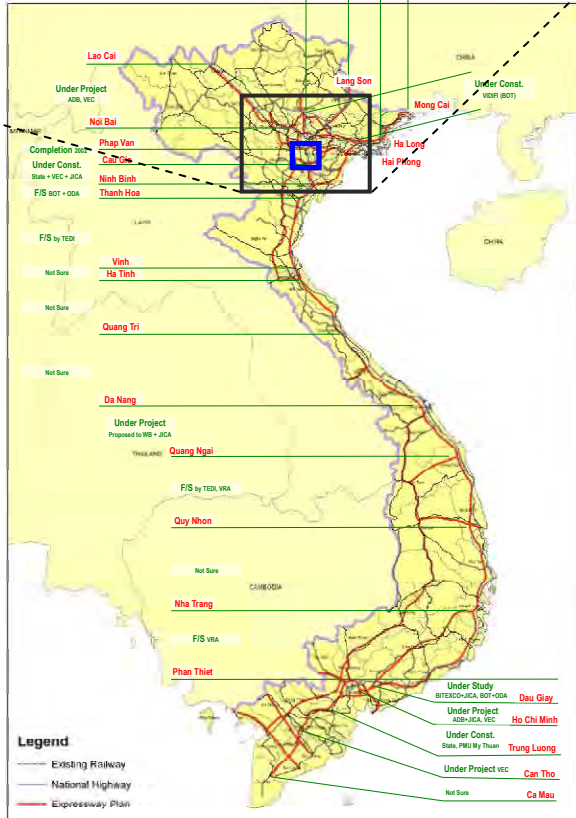 Lao Cai
CHINA
Lang Son
Under Project
ADB, VEC
Under Const.
VIDIFI (BOT)
Mong Cai
Noi Bai
MYANMAR
Phap Van
Ha Long
Completion 2002
Cau Gie
Hai Phong
Under Const.
State + VEC + JICA
Ninh Binh
F/S BOT + ODA
Thanh Hoa
F/S by TEDI
CHINA
Vinh
Not Sure
Ha Tinh
Not Sure
Quang Tri
Not Sure
Da Nang
Under Project
Proposed to WB + JICA
THAILAND
Quang Ngai
F/S by TEDI, VRA
Quy Nhon
Not Sure
CAMBODIA
Nha Trang
F/S VRA
Phan Thiet
Under Study
BITEXCO+JICA, BOT+ODA
Dau Giay
Under Project
ADB+JICA, VEC
Ho Chi Minh
Under Const.
State, PMU My Thuan
Trung Luong
Under Project VEC
Can Tho
Not Sure
Ca Mau
Legend
Existing Railway
National Highway
Expressway Plan